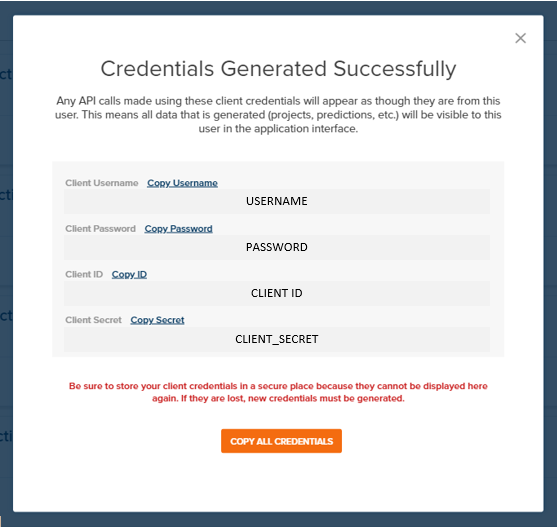 Credentials Generated Successfully
Any API calls made using these client credentials will appear as though they are from this
user. This means all data that is generated (projects, predictions, etc.) will be visible to this
user in the application interface.
Client Username Copy Username
USERNAME
Client Password Copy Password
PASSWORD
Client ID Copy ID
CLIENT ID
Client Secret Copy Secret
CLIENT_SECRET
Be sure to store your client credentials in a secure place because they cannot be displayed here
again. If they are lost, new credentials must be generated.
COPY ALL CREDENTIALS